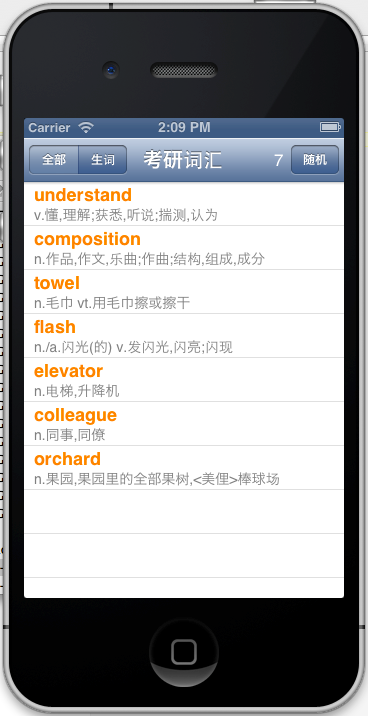 Carrier 2:09 PM
全部 生词 考研词汇 7 随机
understand
v.懂,理解;获悉,听说;揣测,认为
composition
n.作品,作文,乐曲;作曲;结构,组成,成分
towel
n.毛巾 vt.用毛巾擦或擦干
flash
n./a.闪光(的) v.发闪光,闪亮;闪现
elevator
n.电梯,升降机
colleague
n.同事,同僚
orchard
n.果园,果园里的全部果树,<美俚>棒球场